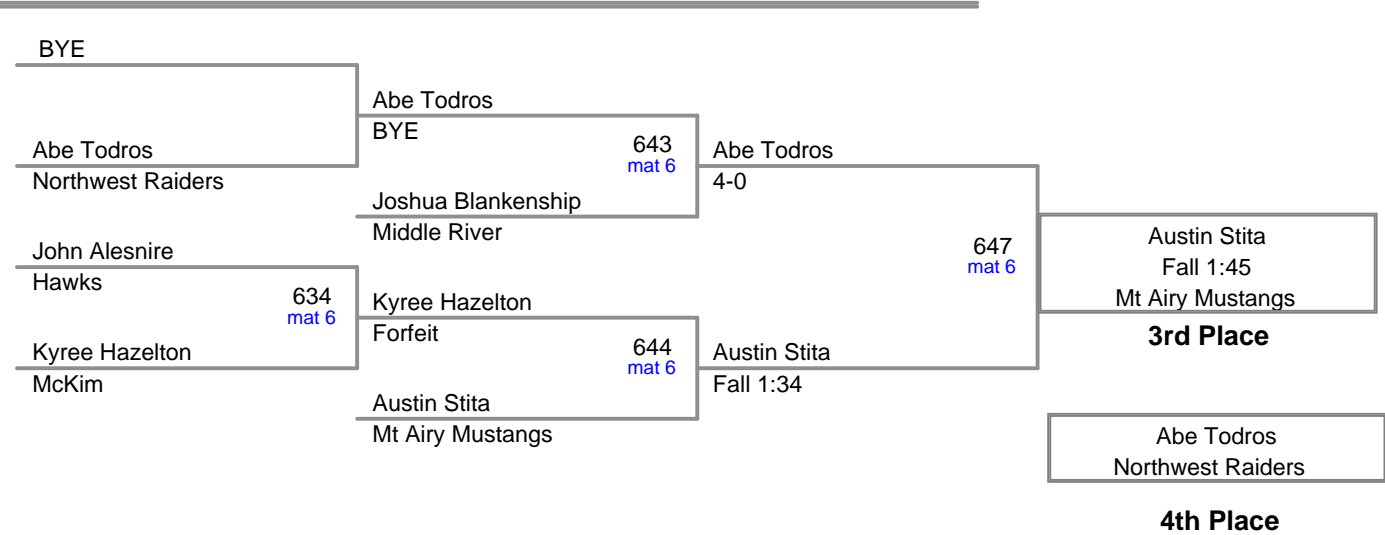 BYE
Abe Todros
Northwest Raiders
John Alesnire
Hawks
634
mat 6
Kyree Hazelton
McKim
Abe Todros
BYE
643
mat 6
Joshua Blankenship
Middle River
Kyree Hazelton
Forfeit
644
mat 6
Austin Stita
Mt Airy Mustangs
Abe Todros
4-0
647
mat 6
Austin Stita
Fall 1:34
Austin Stita
Fall 1:45
Mt Airy Mustangs
3rd Place
Abe Todros
Northwest Raiders
4th Place